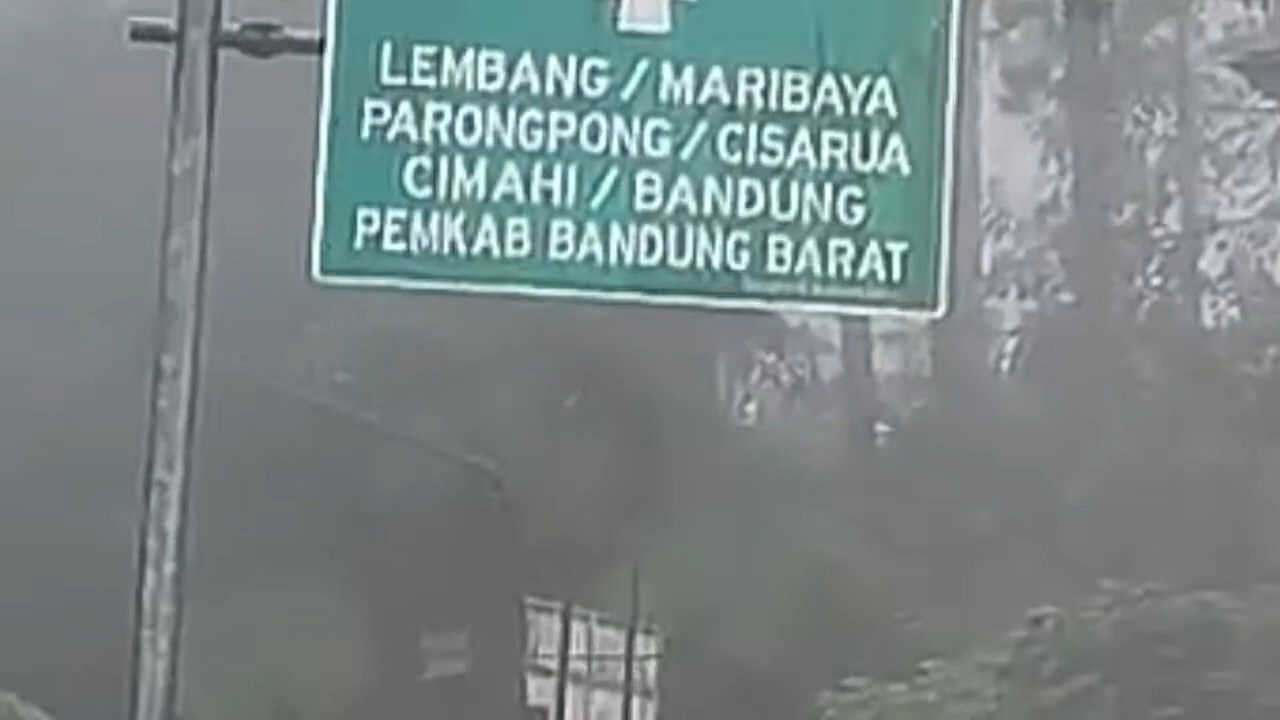 LEMBANG / MARIBAYA
PARONGPONG / CISARUA
CIMAHI / BANDUNG
PEMKAB BANDUNG BARAT